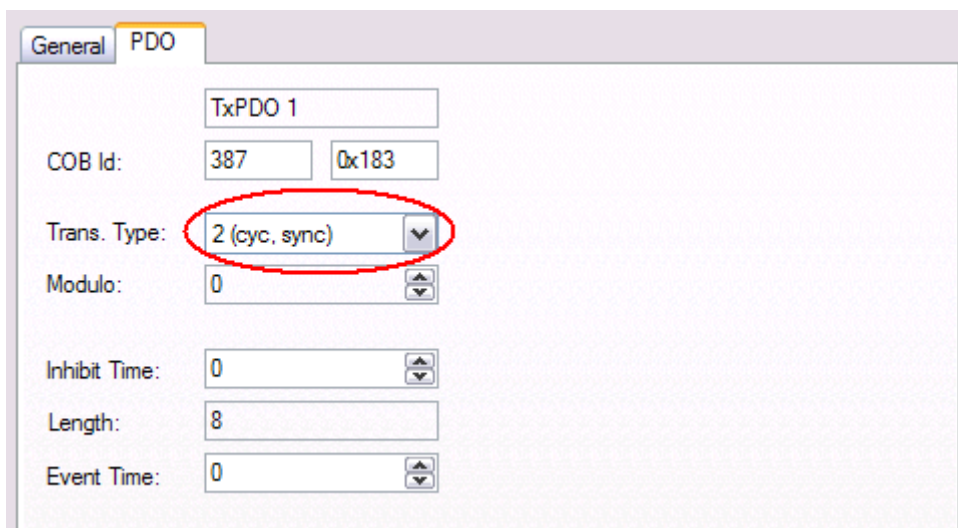 General PDO
TxPDO 1
COB Id: 387 0x183
Trans. Type: 2 (cyc, sync)
Modulo: 0
Inhibit Time: 0
Length: 8
Event Time: 0